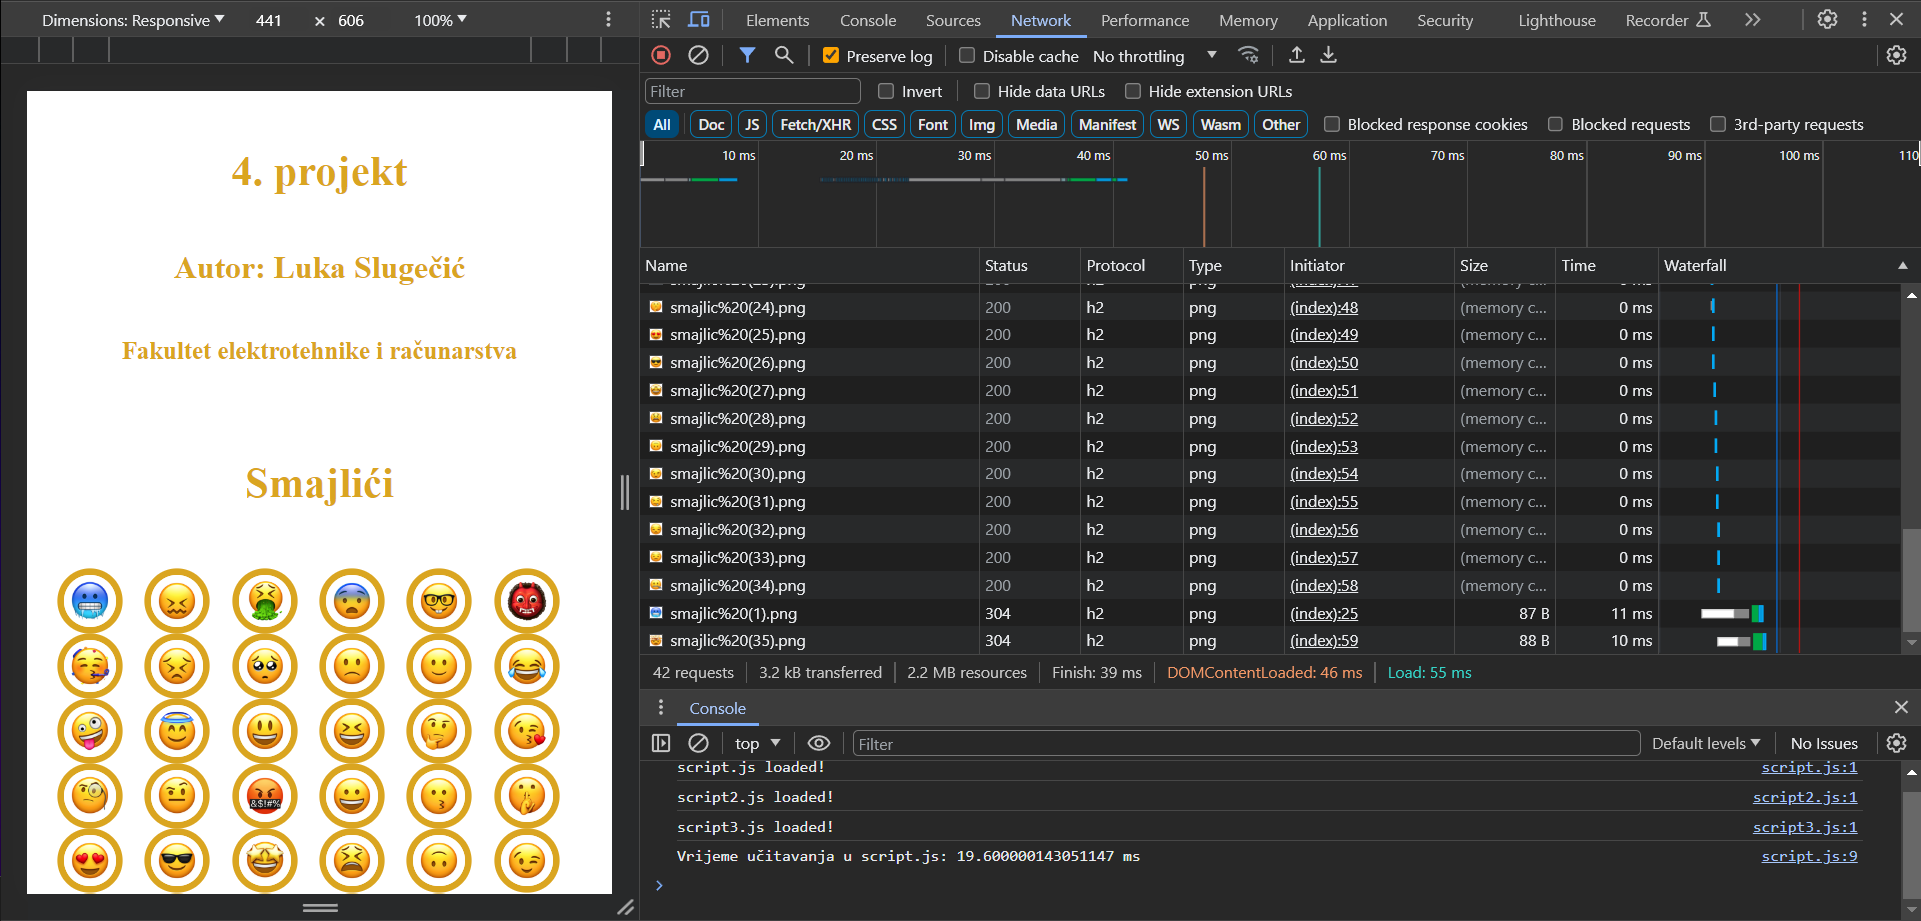 Dimensions: Responsive ▼ 441 × 606 100% ▼
Elements Console Sources Network Performance Memory Application Security Lighthouse Recorder
Preserve log Disable cache No throttling ▼
Filter Invert Hide data URLs Hide extension URLs
All Doc JS Fetch/XHR CSS Font Img Media Manifest WS Wasm Other Blocked response cookies Blocked requests 3rd-party requests
10 ms 20 ms 30 ms 40 ms 50 ms 60 ms 70 ms 80 ms 90 ms 100 ms 110
Name Status Protocol Type Initiator Size Time Waterfall
smajlic%20(24).png 200 h2 png (index):48 (memory c... 0 ms
smajlic%20(25).png 200 h2 png (index):49 (memory c... 0 ms
smajlic%20(26).png 200 h2 png (index):50 (memory c... 0 ms
smajlic%20(27).png 200 h2 png (index):51 (memory c... 0 ms
smajlic%20(28).png 200 h2 png (index):52 (memory c... 0 ms
smajlic%20(29).png 200 h2 png (index):53 (memory c... 0 ms
smajlic%20(30).png 200 h2 png (index):54 (memory c... 0 ms
smajlic%20(31).png 200 h2 png (index):55 (memory c... 0 ms
smajlic%20(32).png 200 h2 png (index):56 (memory c... 0 ms
smajlic%20(33).png 200 h2 png (index):57 (memory c... 0 ms
smajlic%20(34).png 200 h2 png (index):58 (memory c... 0 ms
smajlic%20(1).png 304 h2 png (index):25 87 B 11 ms
smajlic%20(35).png 304 h2 png (index):59 88 B 10 ms
42 requests 3.2 kB transferred 2.2 MB resources Finish: 39 ms DOMContentLoaded: 46 ms Load: 55 ms
Console
top ▼ Filter Default levels ▼ No Issues
script.js loaded! script.js:1
script2.js loaded! script2.js:1
script3.js loaded! script3.js:1
Vrijeme učitavanja u script.js: 19.600000143051147 ms script.js:9
4. projekt
Autor: Luka Slugečić
Fakultet elektrotehnike i računarstva
Smajlići
&$!#%